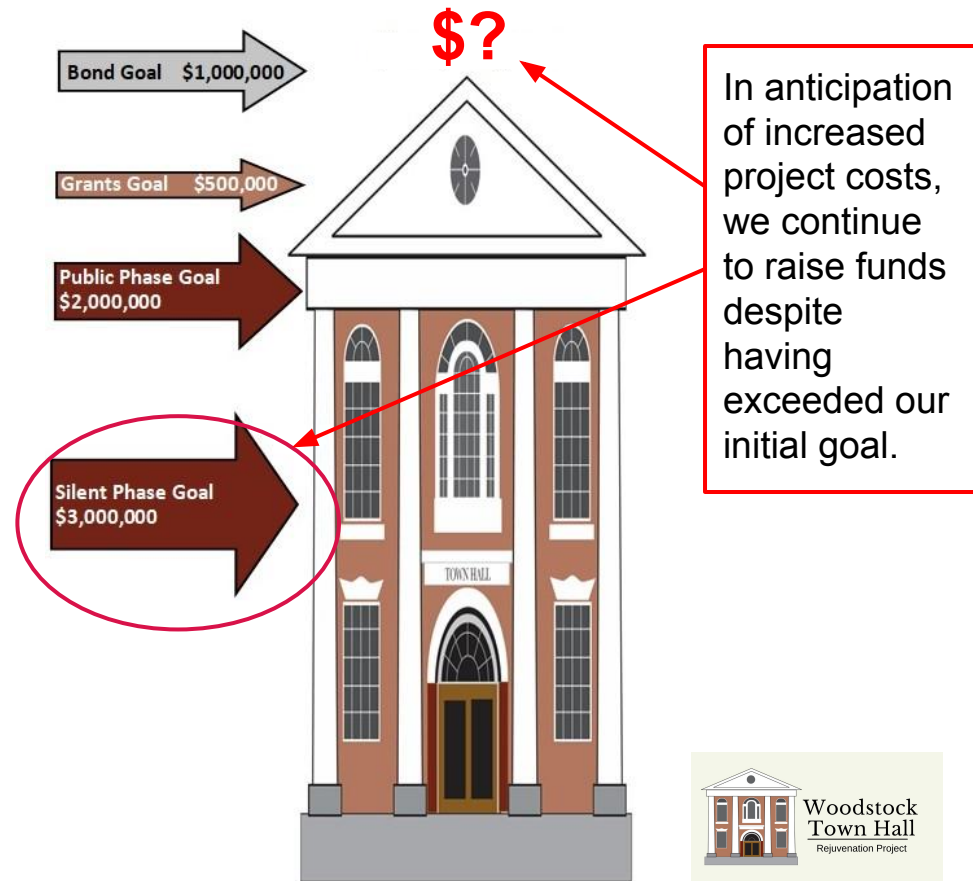 $?
Bond Goal $1,000,000
Grants Goal $500,000
Public Phase Goal
$2,000,000
Silent Phase Goal
$3,000,000
TOWN HALL
In anticipation
of increased
project costs,
we continue
to raise funds
despite
having
exceeded our
initial goal.
Woodstock
Town Hall
Rejuvenation Project